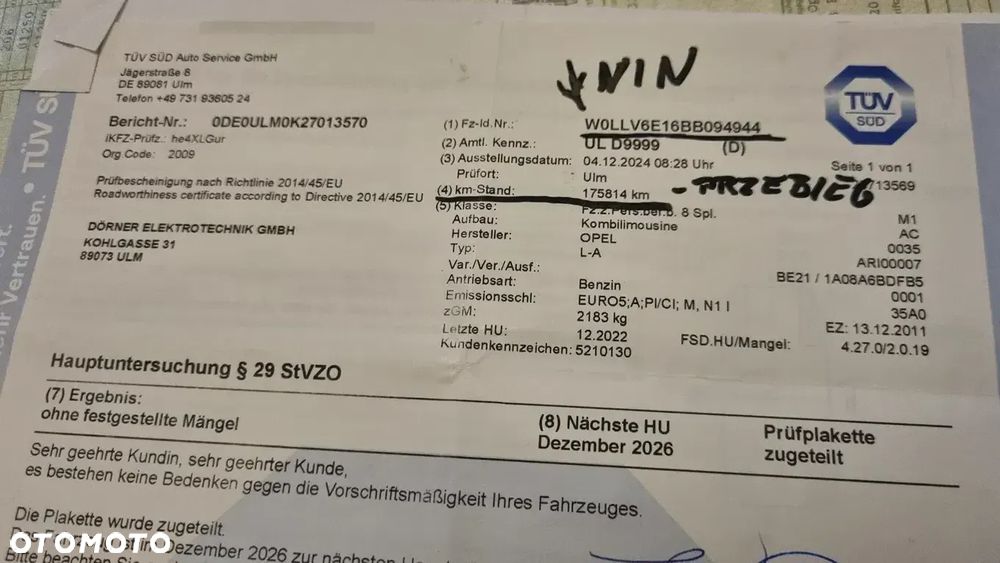 TÜV SÜD Auto Service GmbH
Jägerstraße 8
DE 89081 Ulm
Telefon +49 731 93605 24
Bericht-Nr.: 0DE0ULM0K27013570
iKFZ-Prüfz.: he4XLGur
Org.Code: 2009
Prüfbescheinigung nach Richtlinie 2014/45/EU
Roadworthiness certificate according to Directive 2014/45/EU
DÖRNER ELEKTROTECHNIK GMBH
KOHLGASSE 31
89073 ULM
NIN
TÜV
SÜD
(1) Fz-Id.Nr.: W0LLV6E16BB094944
(2) Amtl. Kennz.: UL D9999 (D)
(3) Ausstellungsdatum: 04.12.2024 08:28 Uhr
Seite 1 von 1
Prüfort: Ulm
13569
(4) km-Stand: 175814 km - PRZEBIEG
(5) Klasse: Fz.z.Pers.bef.b. 8 Spl. M1
Aufbau: Kombilimousine AC
Hersteller: OPEL 0035
Typ: L-A ARI00007
Var./Ver./Ausf.: BE21 / 1A08A6BDFB5
Antriebsart: Benzin 0001
Emissionsschl: EURO5;A;PI/CI; M, N1 I 35A0
zGM: 2183 kg EZ: 13.12.2011
Letzte HU: 12.2022 FSD.HU/Mangel: 4.27.0/2.0.19
Kundenkennzeichen: 5210130
Hauptuntersuchung § 29 StVZO
(7) Ergebnis:
ohne festgestellte Mängel
(8) Nächste HU
Dezember 2026
Prüfplakette
zugeteilt
Sehr geehrte Kundin, sehr geehrter Kunde,
es bestehen keine Bedenken gegen die Vorschriftsmäßigkeit Ihres Fahrzeuges.
Die Plakette wurde zugeteilt.
ist im Dezember 2026 zur nächsten
Bitte beachten
OTOMOTO
Vertrauen. • TÜV